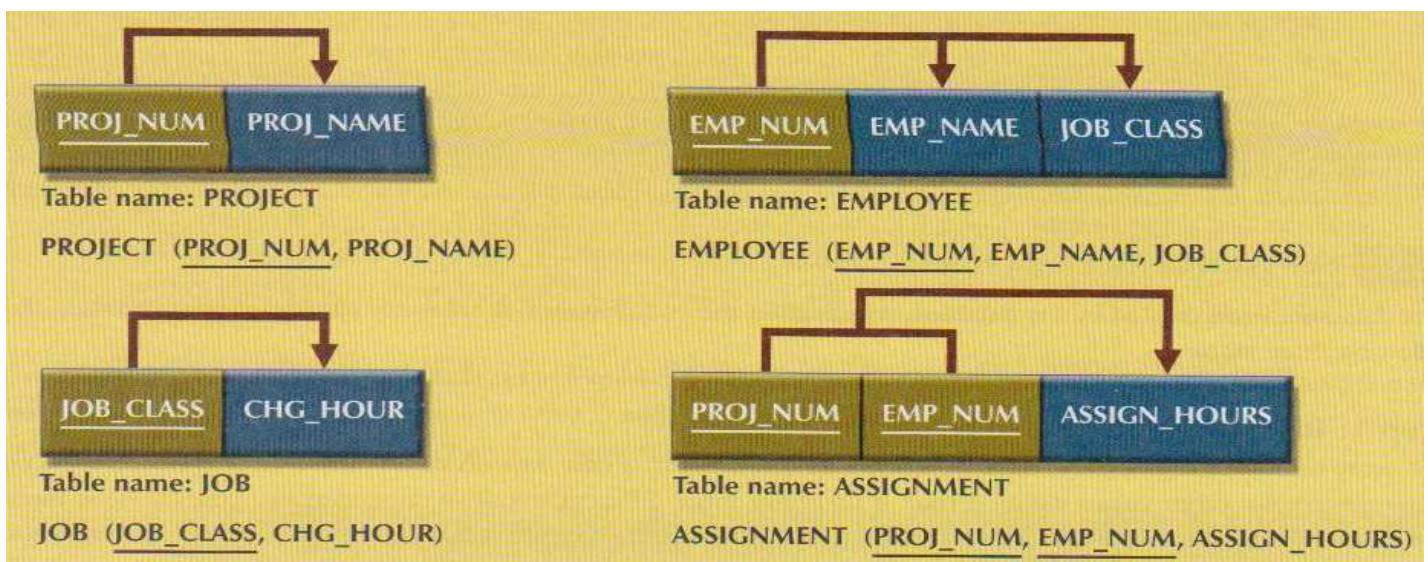 PROJ_NUM PROJ_NAME
Table name: PROJECT
PROJECT (PROJ_NUM, PROJ_NAME)
EMP_NUM EMP_NAME JOB_CLASS
Table name: EMPLOYEE
EMPLOYEE (EMP_NUM, EMP_NAME, JOB_CLASS)
JOB_CLASS CHG_HOUR
Table name: JOB
JOB (JOB_CLASS, CHG_HOUR)
PROJ_NUM EMP_NUM ASSIGN_HOURS
Table name: ASSIGNMENT
ASSIGNMENT (PROJ_NUM, EMP_NUM, ASSIGN_HOURS)